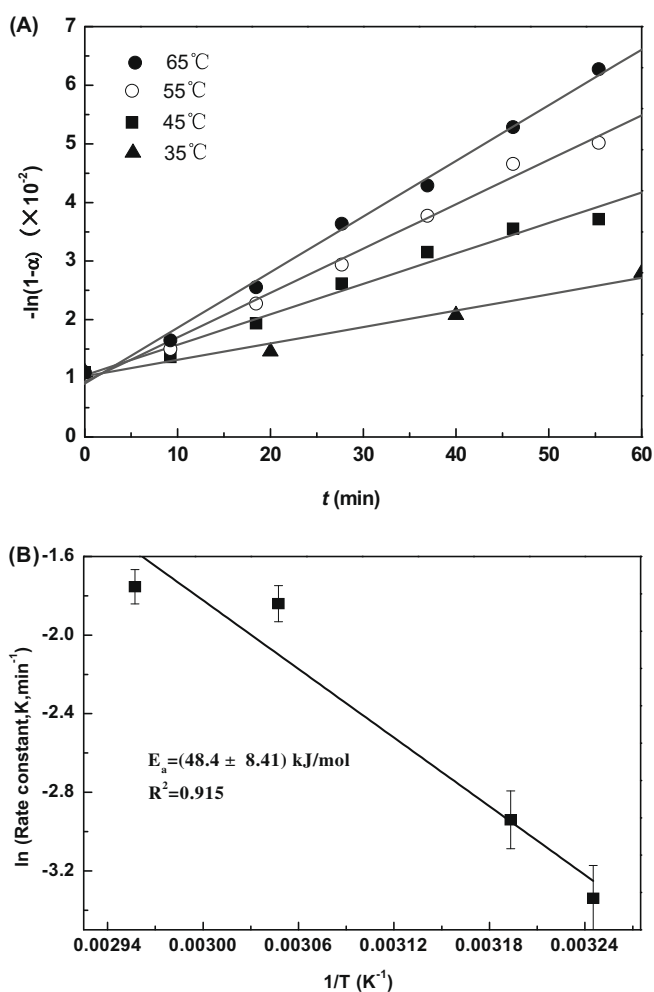 (A)
7
6
5
4
3
2
1
0
-ln(1-α) (×10⁻²)
65℃
55℃
45℃
35℃
0 10 20 30 40 50 60
t (min)
(B)
-1.6
-2.0
-2.4
-2.8
-3.2
ln (Rate constant,K,min⁻¹)
Eₐ=(48.4 ± 8.41) kJ/mol
R²=0.915
0.00294 0.00300 0.00306 0.00312 0.00318 0.00324
1/T (K⁻¹)